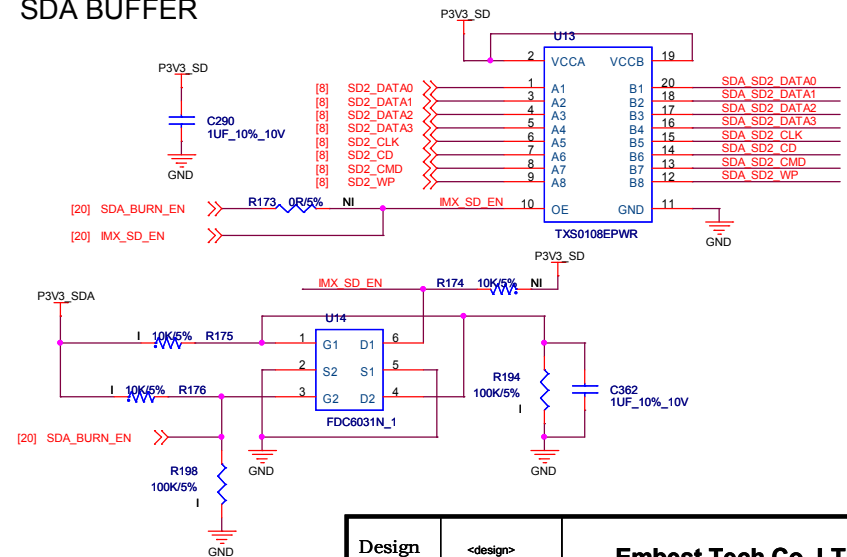 SDA BUFFER
P3V3_SD
U13
P3V3_SD
C290
1UF_10%_10V
GND
2 VCCA VCCB 19
[8] SD2_DATA0 1 A1 B1 20 SDA_SD2_DATA0
[8] SD2_DATA1 3 A2 B2 18 SDA_SD2_DATA1
[8] SD2_DATA2 4 A3 B3 17 SDA_SD2_DATA2
[8] SD2_DATA3 5 A4 B4 16 SDA_SD2_DATA3
[8] SD2_CLK 6 A5 B5 15 SDA_SD2_CLK
[8] SD2_CD 7 A6 B6 14 SDA_SD2_CD
[8] SD2_CMD 8 A7 B7 13 SDA_SD2_CMD
[8] SD2_WP 9 A8 B8 12 SDA_SD2_WP
[20] SDA_BURN_EN R173 0R/5% NI IMX_SD_EN 10 OE GND 11
[20] IMX_SD_EN
TXS0108EPWR
GND
P3V3_SD
IMX_SD_EN R174 10K/5% NI
P3V3_SDA
U14
I 10K/5% R175 1 G1 D1 6
2 S2 S1 5
I 10K/5% R176 3 G2 D2 4
FDC6031N_1
R194
100K/5%
I
C362
1UF_10%_10V
[20] SDA_BURN_EN
GND
GND
R198
100K/5%
I
GND
Design
<design>